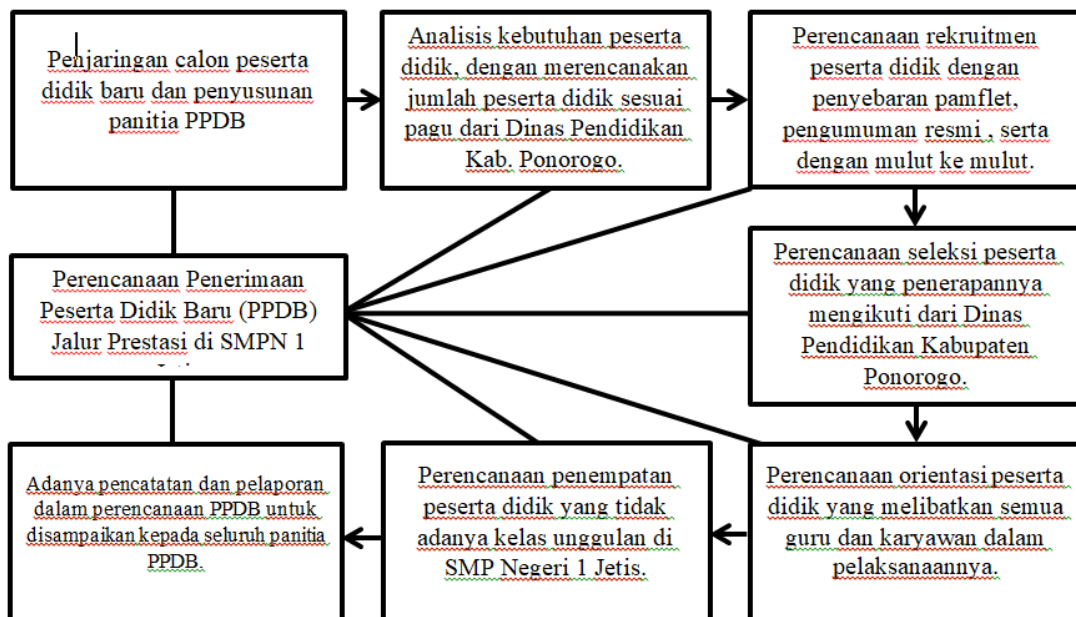 Penjaringan calon peserta
didik baru dan penyusunan
panitia PPDB
Analisis kebutuhan peserta
didik, dengan merencanakan
jumlah peserta didik sesuai
pagu dari Dinas Pendidikan
Kab. Ponorogo.
Perencanaan rekruitmen
peserta didik dengan
penyebaran pamflet,
pengumuman resmi , serta
dengan mulut ke mulut.
Perencanaan Penerimaan
Peserta Didik Baru (PPDB)
Jalur Prestasi di SMPN 1
Perencanaan seleksi peserta
didik yang penerapannya
mengikuti dari Dinas
Pendidikan Kabupaten
Ponorogo.
Adanya pencatatan dan pelaporan
dalam perencanaan PPDB untuk
disampaikan kepada seluruh panitia
PPDB.
Perencanaan penempatan
peserta didik yang tidak
adanya kelas unggulan di
SMP Negeri 1 Jetis.
Perencanaan orientasi peserta
didik yang melibatkan semua
guru dan karyawan dalam
pelaksanaannya.